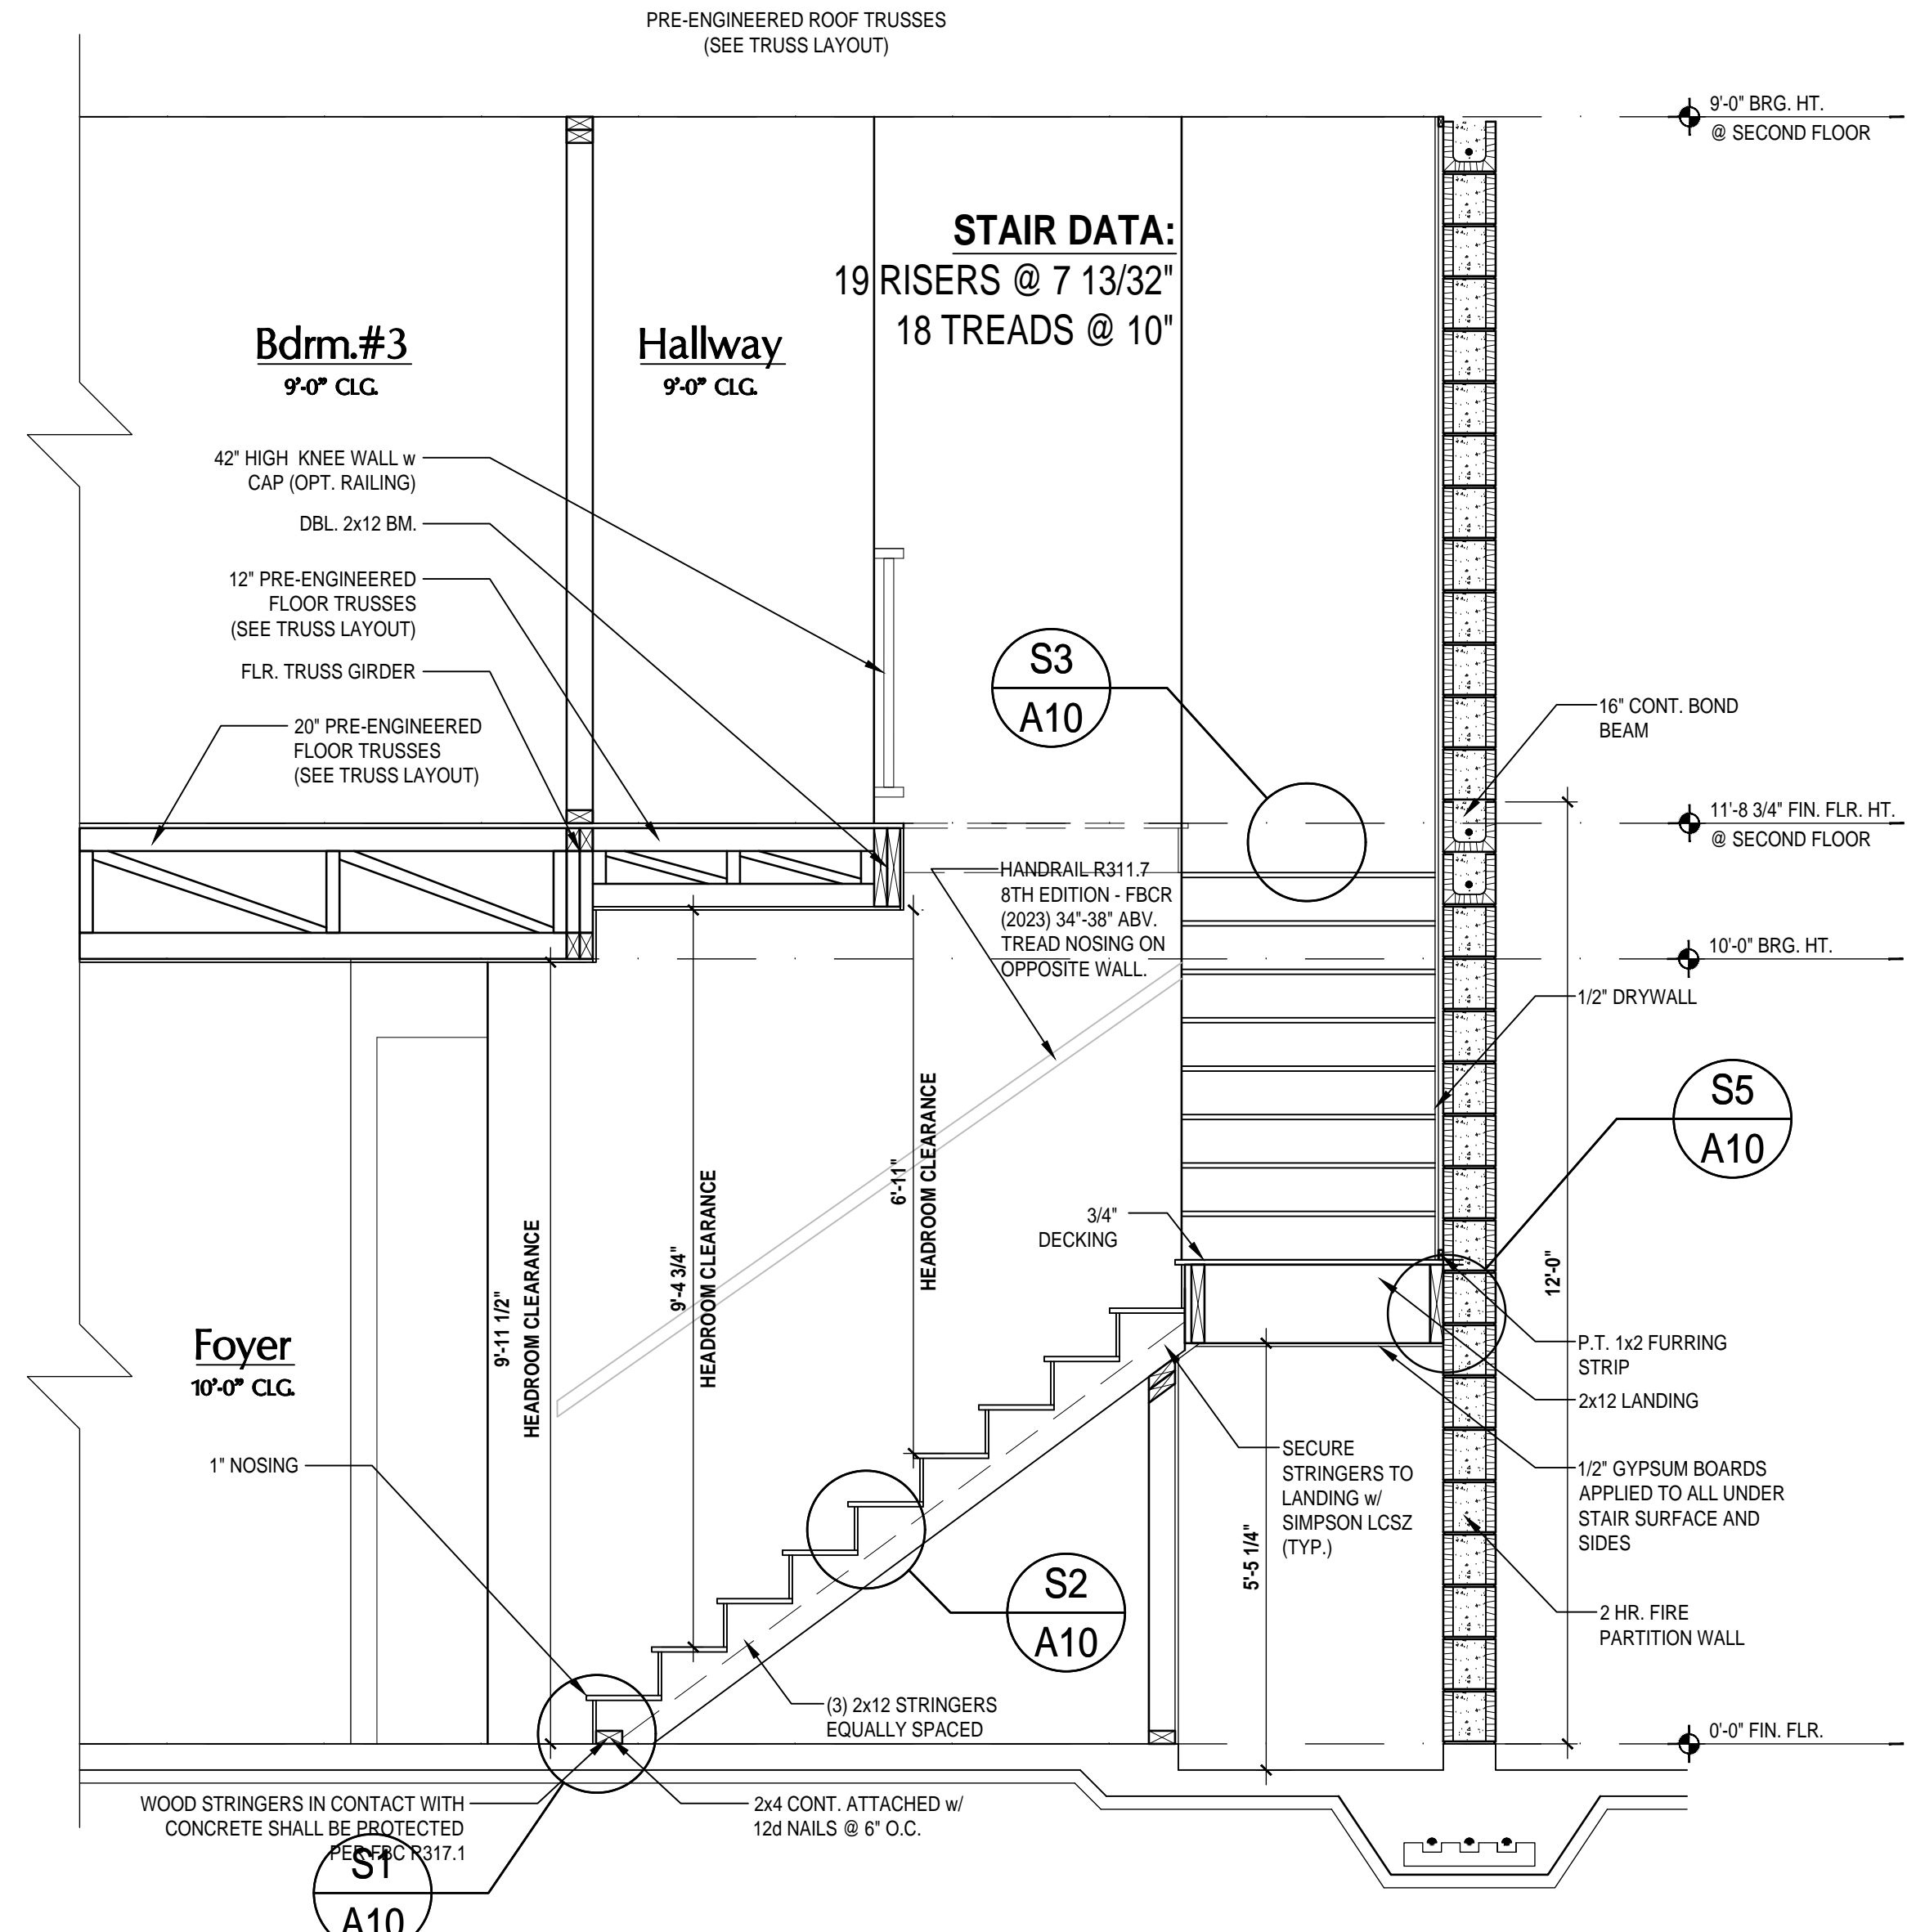 PRE-ENGINEERED ROOF TRUSSES
(SEE TRUSS LAYOUT)
9'-0" BRG. HT.
@ SECOND FLOOR
STAIR DATA:
19 RISERS @ 7 13/32"
18 TREADS @ 10"
Bdrm.#3
9'-0" CLG.
Hallway
9'-0" CLG.
42" HIGH KNEE WALL w
CAP (OPT. RAILING)
DBL. 2x12 BM.
12" PRE-ENGINEERED
FLOOR TRUSSES
(SEE TRUSS LAYOUT)
FLR. TRUSS GIRDER
20" PRE-ENGINEERED
FLOOR TRUSSES
(SEE TRUSS LAYOUT)
S3
A10
16" CONT. BOND
BEAM
11'-8 3/4" FIN. FLR. HT.
@ SECOND FLOOR
HANDRAIL R311.7
8TH EDITION - FBCR
(2023) 34"-38" ABV.
TREAD NOSING ON
OPPOSITE WALL.
10'-0" BRG. HT.
1/2" DRYWALL
S5
A10
6'-11"
HEADROOM CLEARANCE
9'-4 3/4"
HEADROOM CLEARANCE
9'-11 1/2"
HEADROOM CLEARANCE
3/4"
DECKING
12'-0"
Foyer
10'-0" CLG.
P.T. 1x2 FURRING
STRIP
2x12 LANDING
1" NOSING
SECURE
STRINGERS TO
LANDING w/
SIMPSON LCSZ
(TYP.)
1/2" GYPSUM BOARDS
APPLIED TO ALL UNDER
STAIR SURFACE AND
SIDES
5'-5 1/4"
S2
A10
2 HR. FIRE
PARTITION WALL
(3) 2x12 STRINGERS
EQUALLY SPACED
0'-0" FIN. FLR.
WOOD STRINGERS IN CONTACT WITH
CONCRETE SHALL BE PROTECTED
PER FBC R317.1
2x4 CONT. ATTACHED w/
12d NAILS @ 6" O.C.
S1
A10